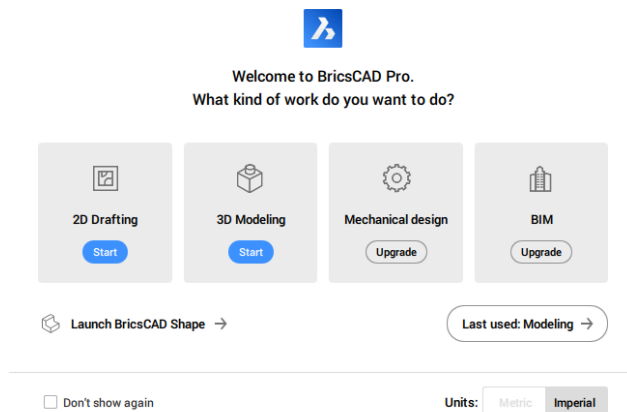 Welcome to BricsCAD Pro.
What kind of work do you want to do?
2D Drafting
Start
3D Modeling
Start
Mechanical design
Upgrade
BIM
Upgrade
Launch BricsCAD Shape
Last used: Modeling
Don't show again
Units: Metric Imperial